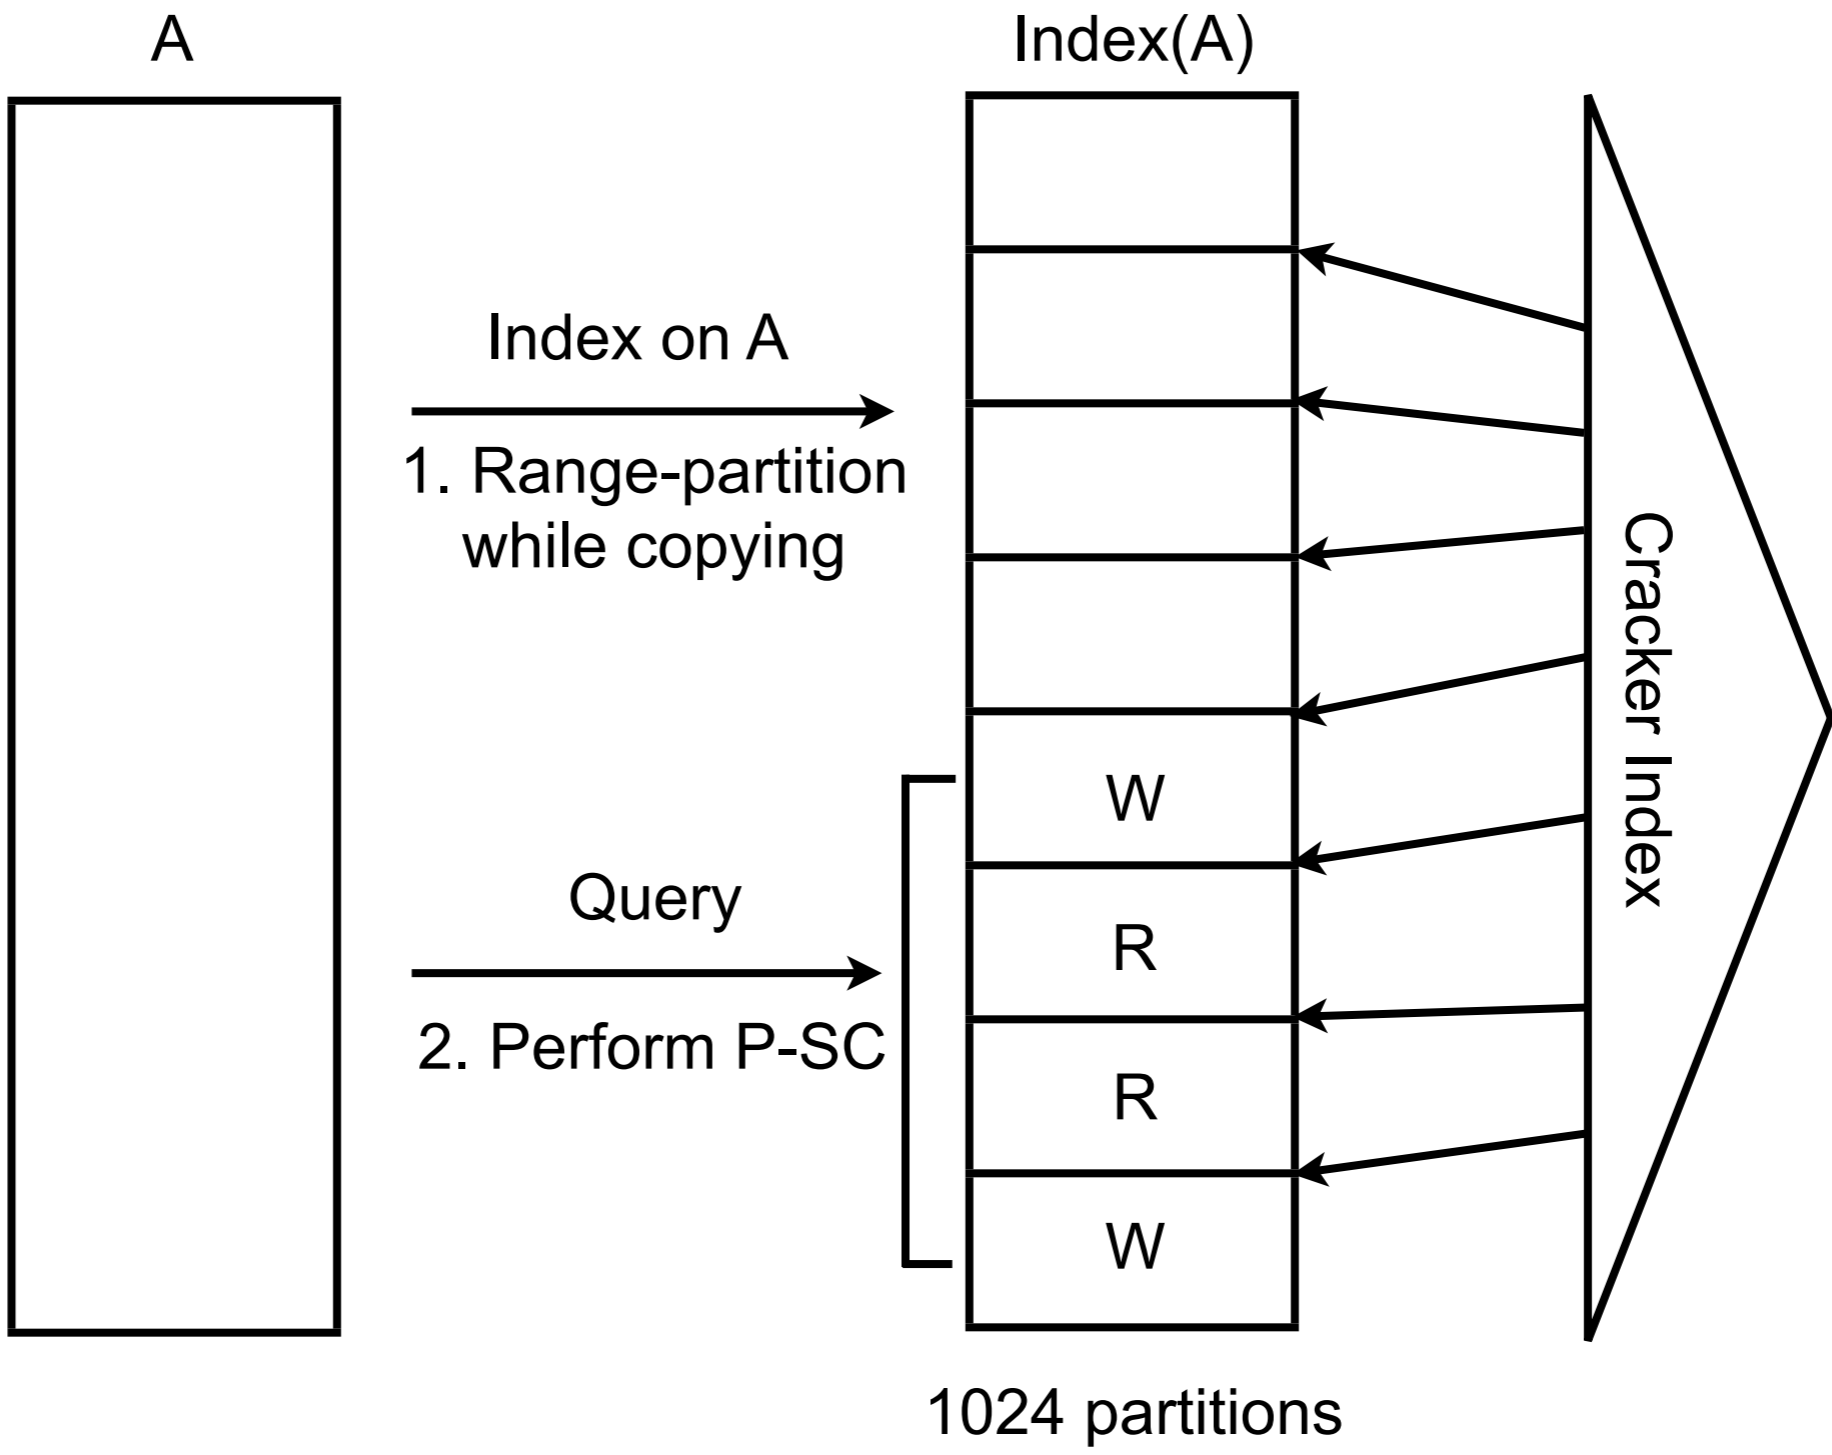 A
Index(A)
Index on A
1. Range-partition
while copying
Query
2. Perform P-SC
W
R
R
W
Cracker Index
1024 partitions